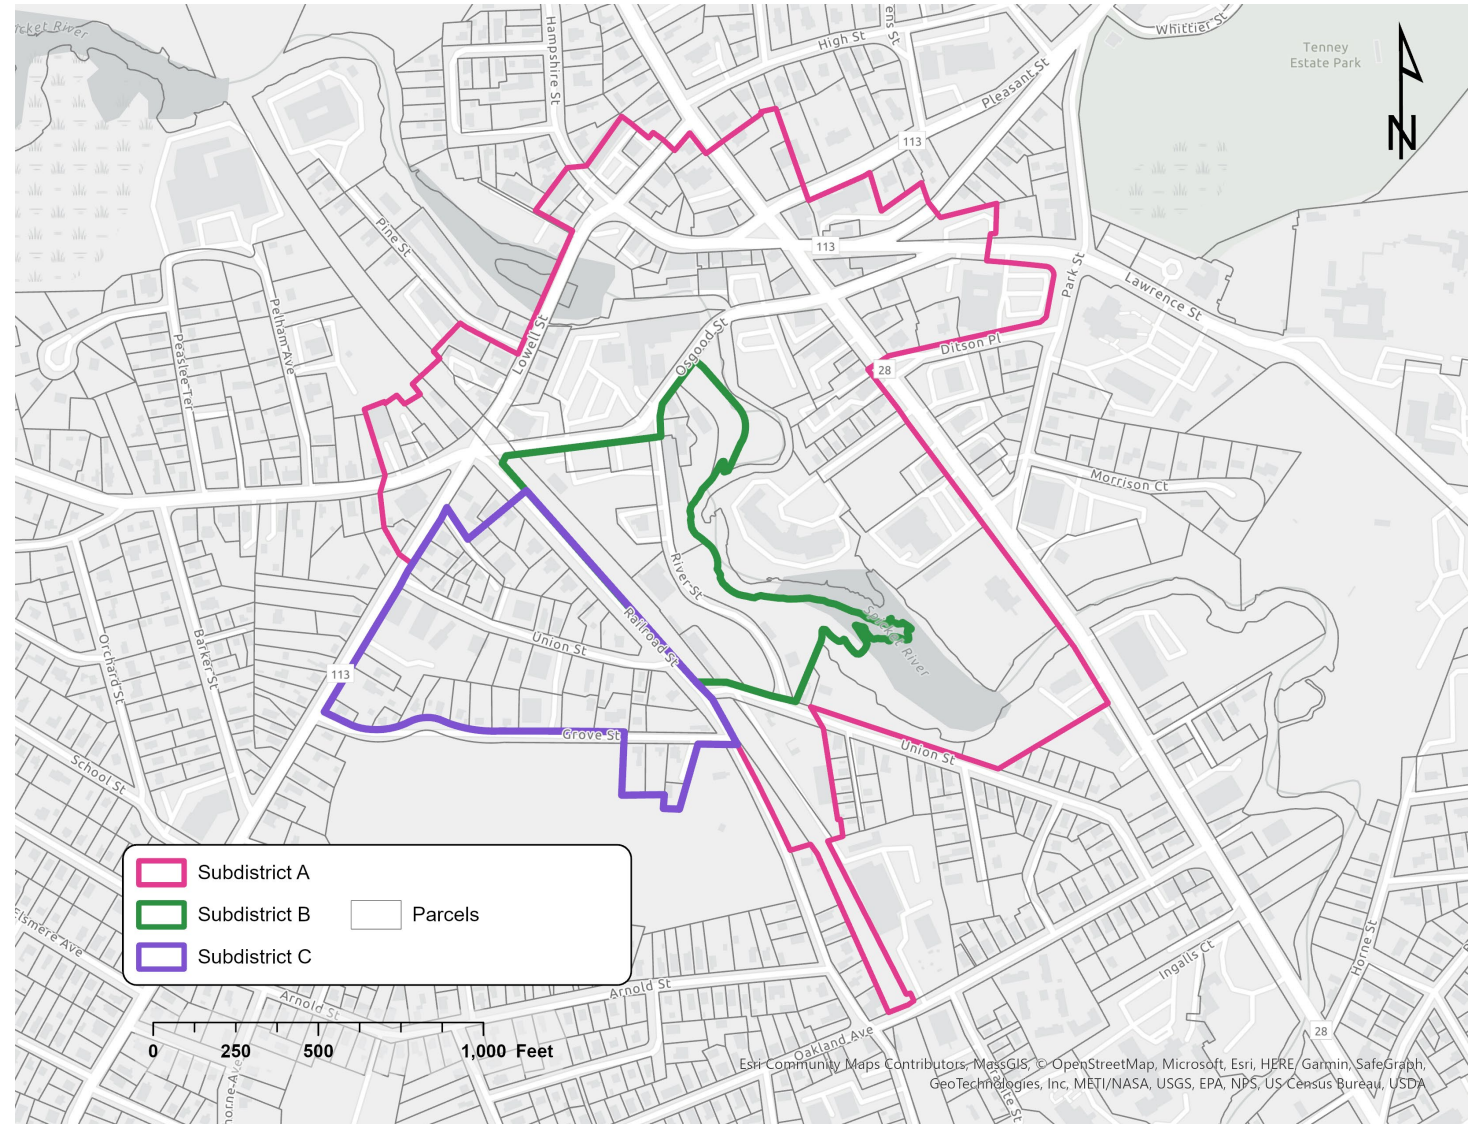 Whittier St
High St
Hampshire St
Tenney
Estate Park
Pleasant St
113
N
Pine St
113
Park St
Lawrence St
Pelham Ave
Lowell St
Osgood St
Ditson Pl
Peaslee Ter
28
Morrison Ct
River St
Spicket River
Railroad St
Union St
Orchard St
Barker St
113
Grove St
Union St
School St
Subdistrict A
Subdistrict B
Parcels
Subdistrict C
Elsmere Ave
Horne St
Ingalls Ct
Arnold St
Arnold St
28
Oakland Ave
0 250 500 1,000 Feet
Esri Community Maps Contributors, MassGIS, © OpenStreetMap, Microsoft, Esri, HERE, Garmin, SafeGraph,
GeoTechnologies, Inc, METI/NASA, USGS, EPA, NPS, US Census Bureau, USDA